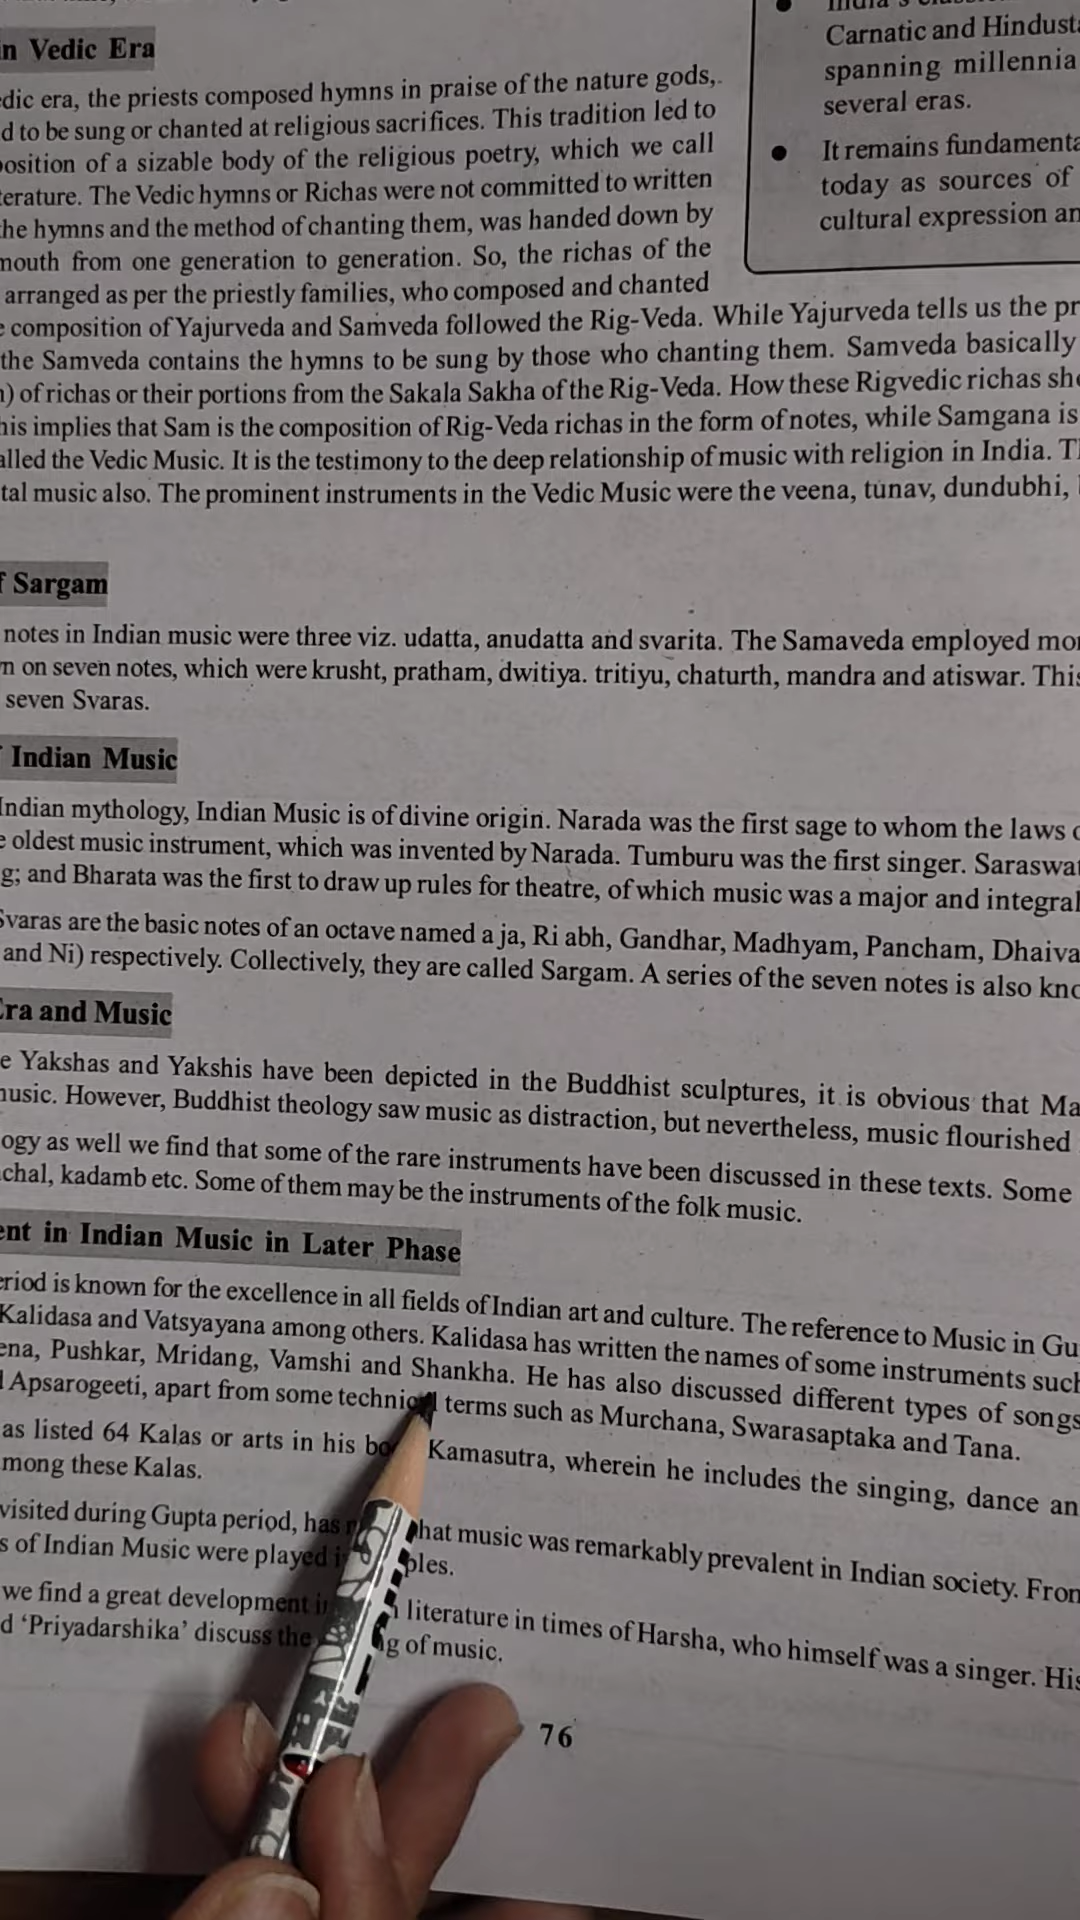 in Vedic Era
edic era, the priests composed hymns in praise of the nature gods,
d to be sung or chanted at religious sacrifices. This tradition led to
position of a sizable body of the religious poetry, which we call
terature. The Vedic hymns or Richas were not committed to written
the hymns and the method of chanting them, was handed down by
mouth from one generation to generation. So, the richas of the
arranged as per the priestly families, who composed and chanted
e composition of Yajurveda and Samveda followed the Rig-Veda. While Yajurveda tells us the pr
the Samveda contains the hymns to be sung by those who chanting them. Samveda basically
n) of richas or their portions from the Sakala Sakha of the Rig-Veda. How these Rigvedic richas sho
his implies that Sam is the composition of Rig-Veda richas in the form of notes, while Samgana is
alled the Vedic Music. It is the testimony to the deep relationship of music with religion in India. Th
tal music also. The prominent instruments in the Vedic Music were the veena, tunav, dundubhi,
Carnatic and Hindusta
spanning millennia
several eras.
● It remains fundamenta
today as sources of
cultural expression an
f Sargam
notes in Indian music were three viz. udatta, anudatta and svarita. The Samaveda employed mor
n on seven notes, which were krusht, pratham, dwitiya. tritiyu, chaturth, mandra and atiswar. This
seven Svaras.
Indian Music
Indian mythology, Indian Music is of divine origin. Narada was the first sage to whom the laws o
e oldest music instrument, which was invented by Narada. Tumburu was the first singer. Saraswat
g; and Bharata was the first to draw up rules for theatre, of which music was a major and integral
Svaras are the basic notes of an octave named a ja, Ri abh, Gandhar, Madhyam, Pancham, Dhaiva
and Ni) respectively. Collectively, they are called Sargam. A series of the seven notes is also kno
Era and Music
e Yakshas and Yakshis have been depicted in the Buddhist sculptures, it is obvious that Ma
music. However, Buddhist theology saw music as distraction, but nevertheless, music flourished
ogy as well we find that some of the rare instruments have been discussed in these texts. Some
chal, kadamb etc. Some of them may be the instruments of the folk music.
ent in Indian Music in Later Phase
eriod is known for the excellence in all fields of Indian art and culture. The reference to Music in Gu
Kalidasa and Vatsyayana among others. Kalidasa has written the names of some instruments such
ena, Pushkar, Mridang, Vamshi and Shankha. He has also discussed different types of songs
Apsarogeeti, apart from some technical terms such as Murchana, Swarasaptaka and Tana.
as listed 64 Kalas or arts in his Kamasutra, wherein he includes the singing, dance an
mong these Kalas.
visited during Gupta period, has hat music was remarkably prevalent in Indian society. From
s of Indian Music were played ples.
we find a great development literature in times of Harsha, who himself was a singer. His
d 'Priyadarshika' discuss the g of music.
76